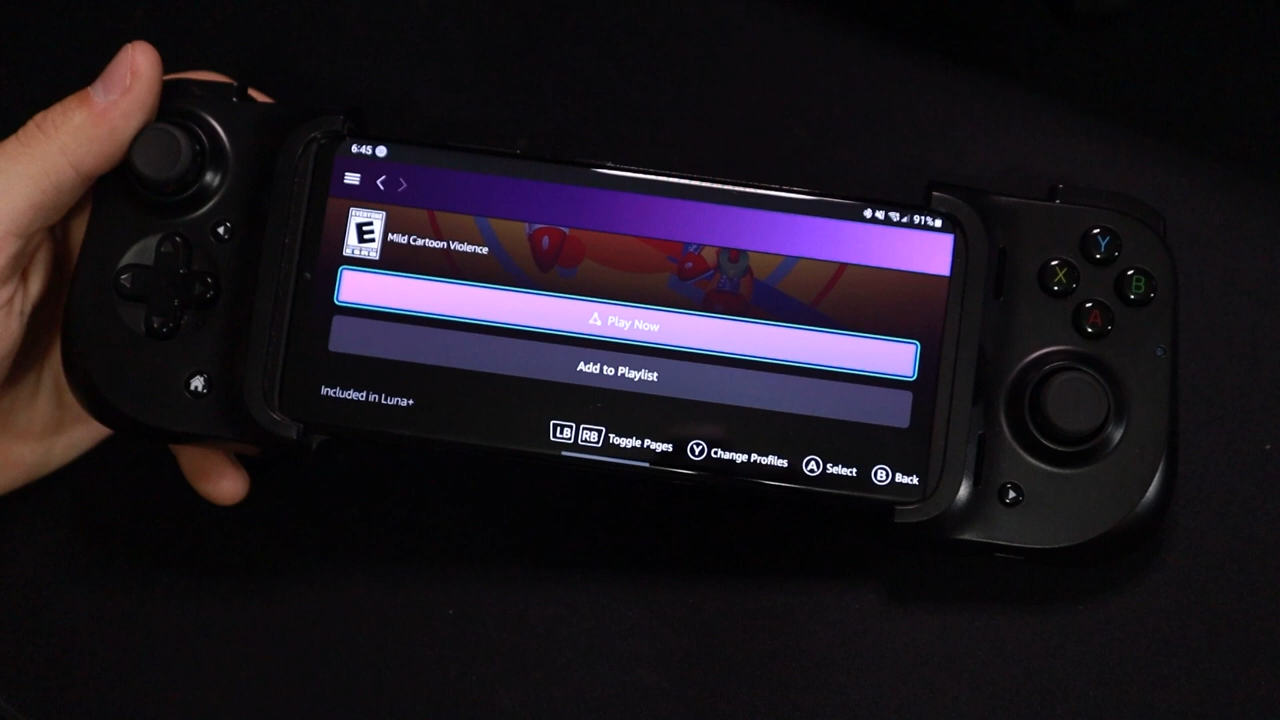 6:45
91%
EVERYONE
E
Mild Cartoon Violence
Play Now
Add to Playlist
Included in Luna+
LB RB Toggle Pages Y Change Profiles A Select B Back
Y
X
B
A